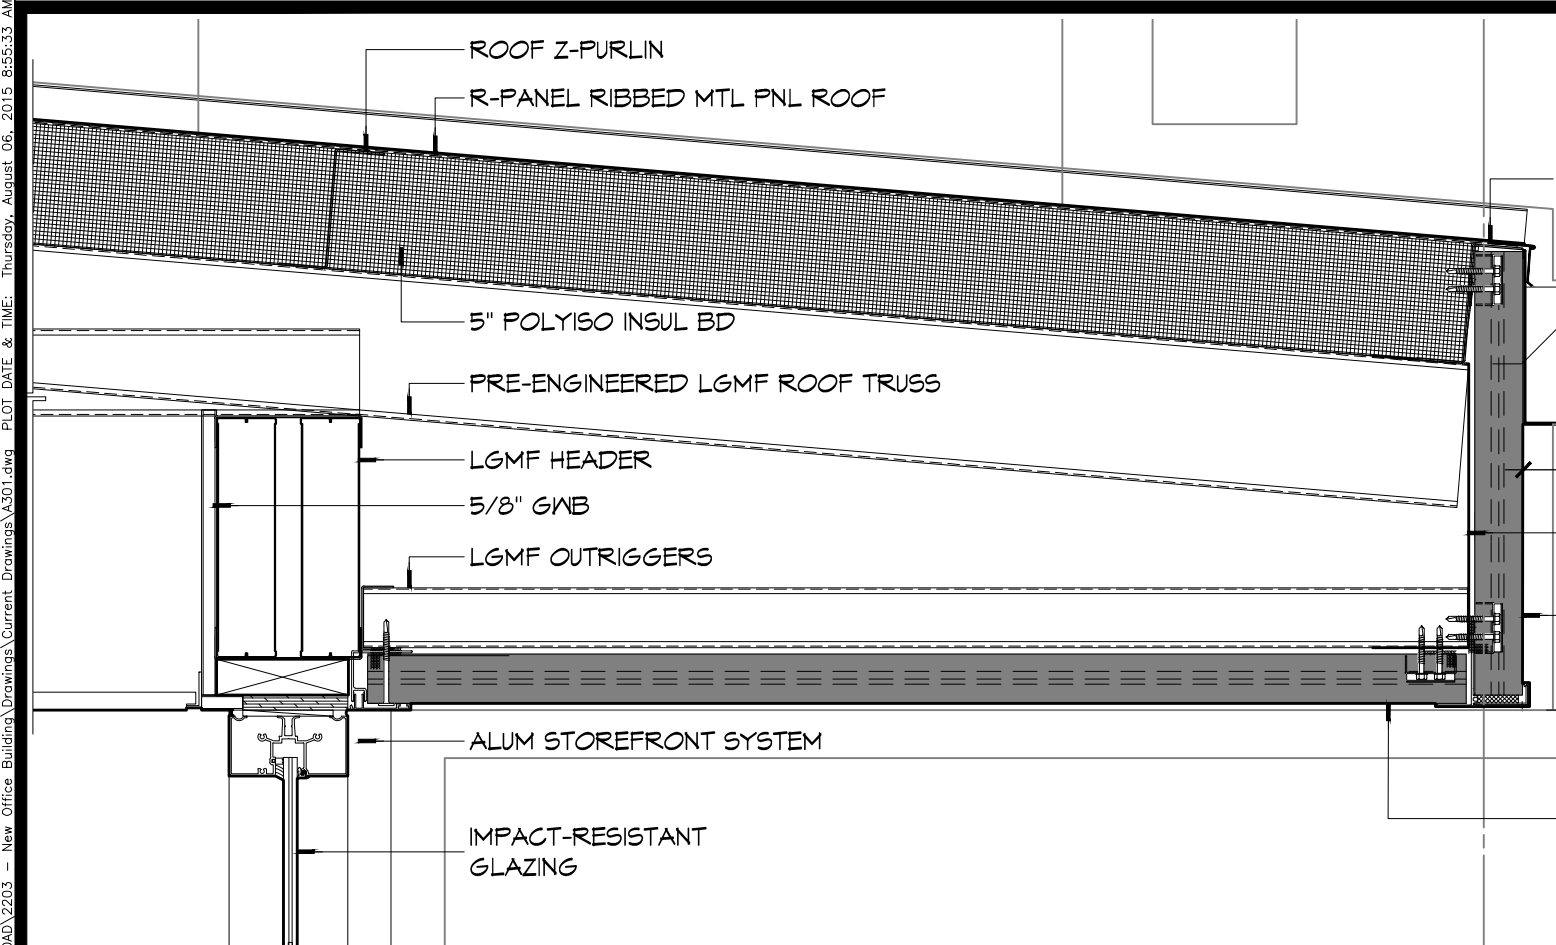 ROOF Z-PURLIN
R-PANEL RIBBED MTL PNL ROOF
5" POLYISO INSUL BD
PRE-ENGINEERED LGMF ROOF TRUSS
LGMF HEADER
5/8" GWB
LGMF OUTRIGGERS
ALUM STOREFRONT SYSTEM
IMPACT-RESISTANT
GLAZING
OAD\2203 - New Office Building\Drawings\Current Drawings\A301.dwg PLOT DATE & TIME: Thursday, August 06, 2015 8:55:33 AM